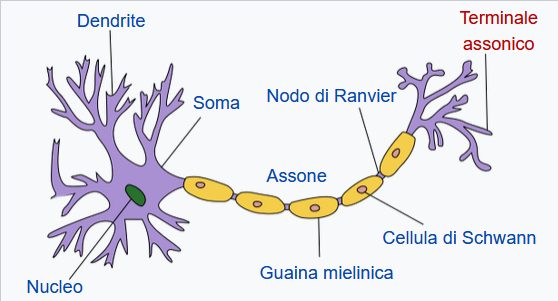 Dendrite
Terminale
assonico
Soma
Nodo di Ranvier
Assone
Cellula di Schwann
Guaina mielinica
Nucleo